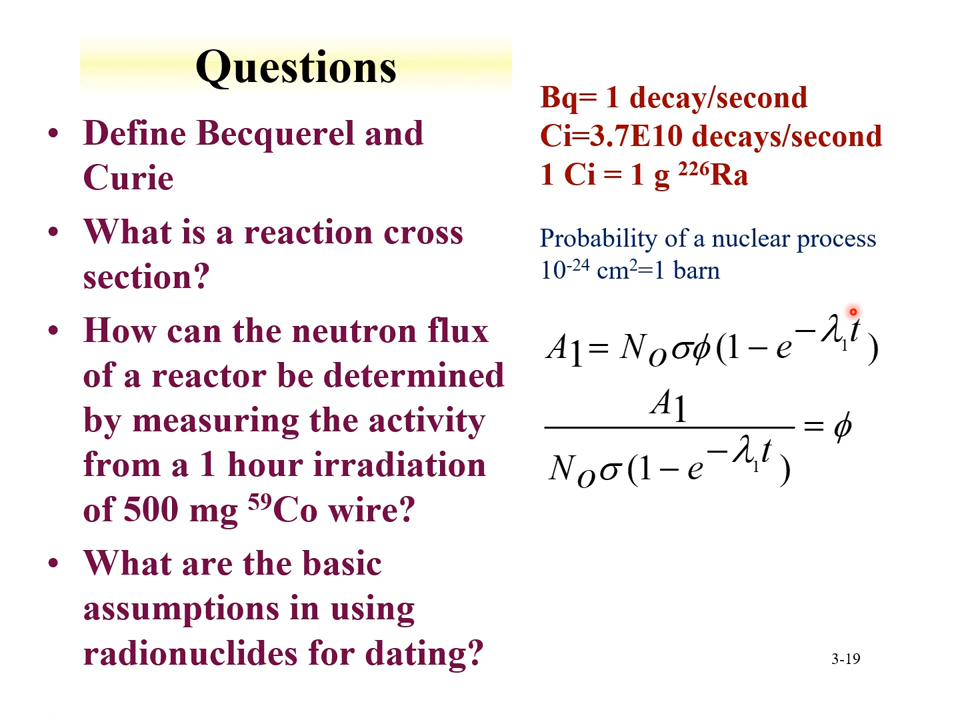 Questions
• Define Becquerel and
Curie
• What is a reaction cross
section?
• How can the neutron flux
of a reactor be determined
by measuring the activity
from a 1 hour irradiation
of 500 mg ⁵⁹Co wire?
• What are the basic
assumptions in using
radionuclides for dating?
Bq= 1 decay/second
Ci=3.7E10 decays/second
1 Ci = 1 g ²²⁶Ra
Probability of a nuclear process
10⁻²⁴ cm²=1 barn
A₁ = Nₒσϕ(1 − e^(−λ₁t))
A₁ / (Nₒσ(1 − e^(−λ₁t))) = ϕ
3-19